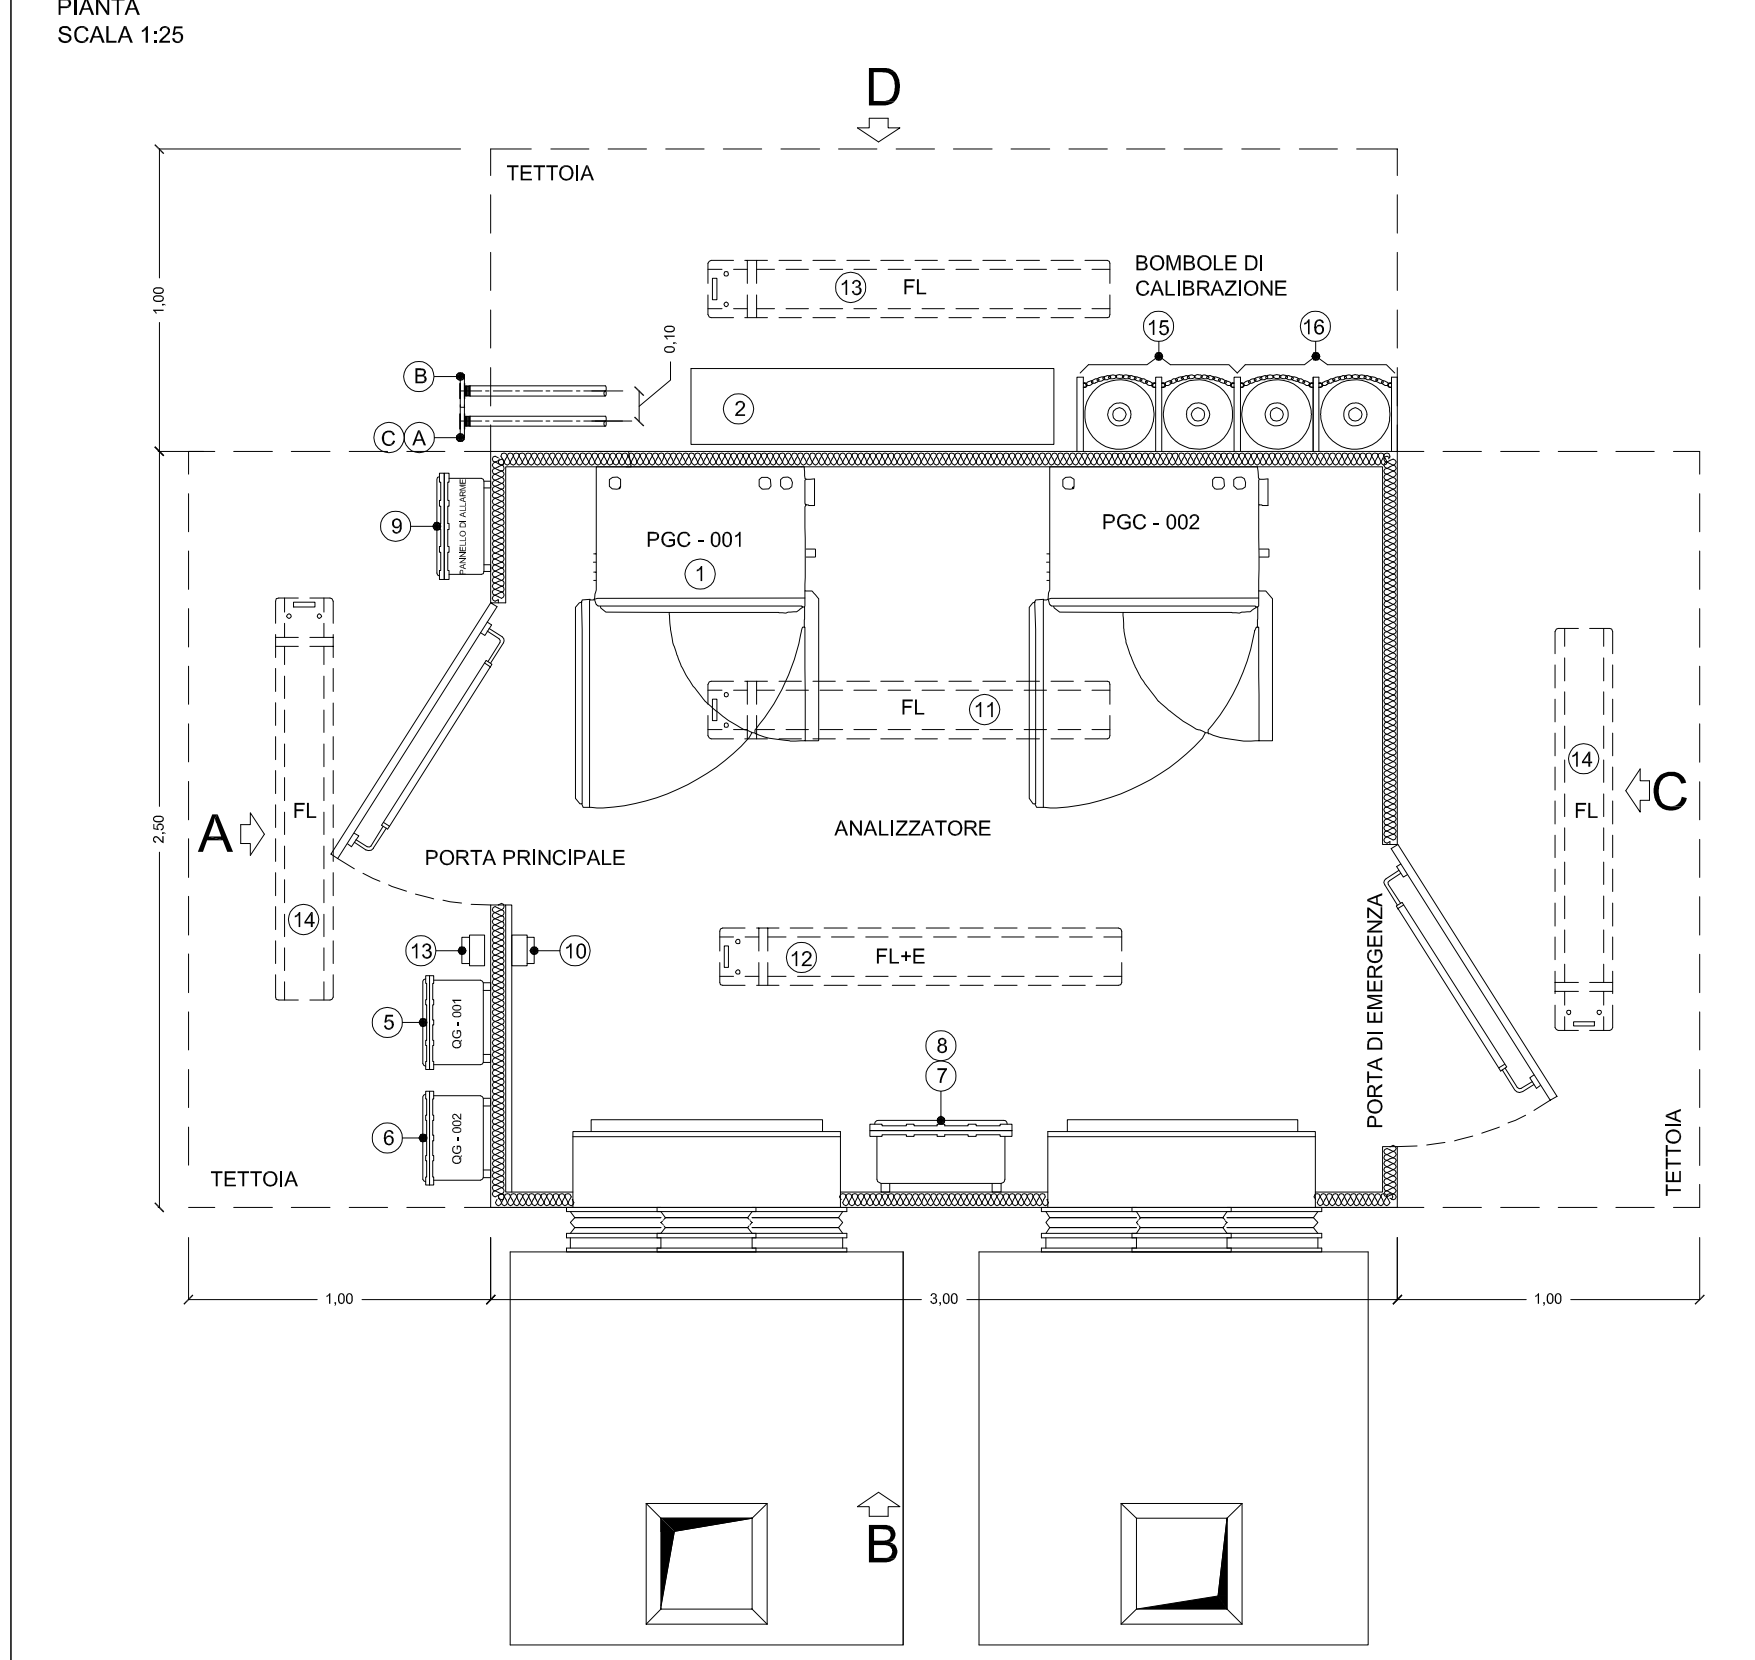 PIANTA
SCALA 1:25
D
TETTOIA
1,00
13
FL
BOMBOLE DI
CALIBRAZIONE
15
16
0,10
B
C
A
2
9
PANNELLO DI ALLARME
PGC - 001
1
PGC - 002
FL
11
14
FL
C
A
FL
14
2,50
ANALIZZATORE
PORTA PRINCIPALE
PORTA DI EMERGENZA
13
10
12
FL+E
5
QG - 001
8
7
6
QG - 002
TETTOIA
TETTOIA
1,00
3,00
1,00
B